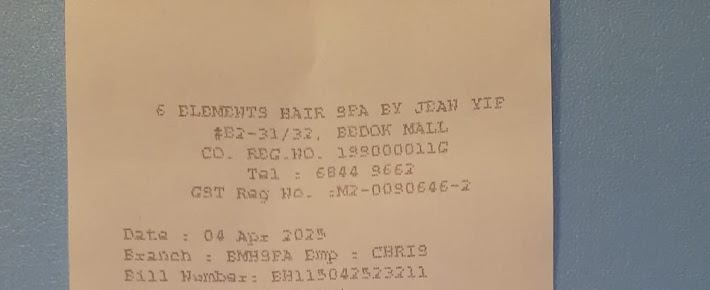 6 ELEMENTS HAIR SPA BY JEAN YIP
#B2-31/32, BEDOK MALL
CO. REG.NO. 199000011G
Tel : 6844 9662
GST Reg No. :M2-0090646-2
Date : 04 Apr 2025
Branch : BMHSPA Emp : CHRIS
Bill Number: BH115042523211